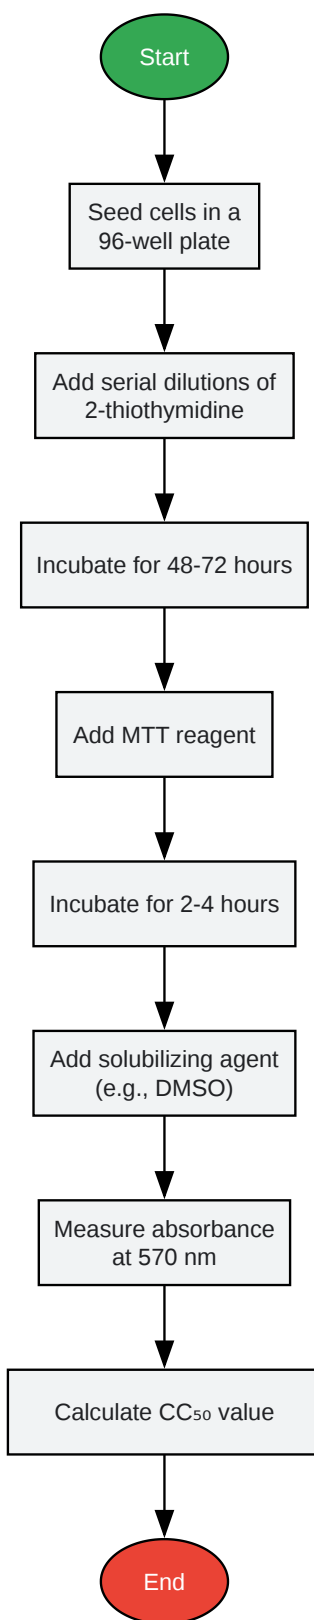 Start
Seed cells in a
96-well plate
Add serial dilutions of
2-thiothymidine
Incubate for 48-72 hours
Add MTT reagent
Incubate for 2-4 hours
Add solubilizing agent
(e.g., DMSO)
Measure absorbance
at 570 nm
Calculate CC₅₀ value
End